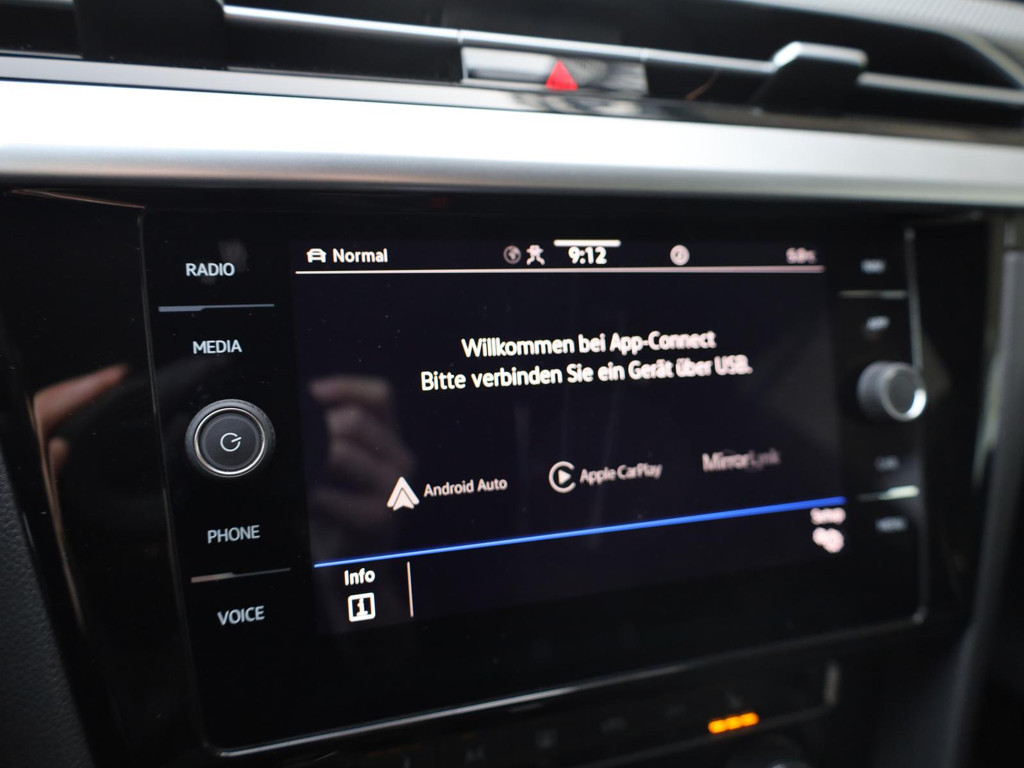 RADIO
MEDIA
PHONE
VOICE
Normal
9:12
Willkommen bei App-Connect
Bitte verbinden Sie ein Gerät über USB.
Android Auto
Apple CarPlay
MirrorLink
Info